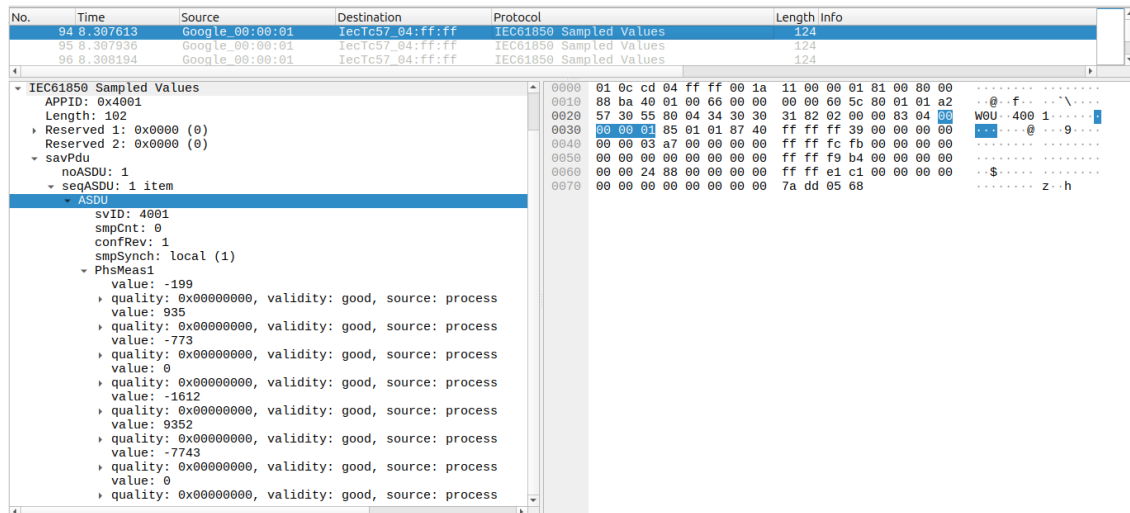 No. Time Source Destination Protocol Length Info
94 8.307613 Google_00:00:01 IecTc57_04:ff:ff IEC61850 Sampled Values 124
95 8.307936 Google_00:00:01 IecTc57_04:ff:ff IEC61850 Sampled Values 124
96 8.308194 Google_00:00:01 IecTc57_04:ff:ff IEC61850 Sampled Values 124
IEC61850 Sampled Values
APPID: 0x4001
Length: 102
Reserved 1: 0x0000 (0)
Reserved 2: 0x0000 (0)
savPdu
noASDU: 1
seqASDU: 1 item
ASDU
svID: 4001
smpCnt: 0
confRev: 1
smpSynch: local (1)
PhsMeas1
value: -199
quality: 0x00000000, validity: good, source: process
value: 935
quality: 0x00000000, validity: good, source: process
value: -773
quality: 0x00000000, validity: good, source: process
value: 0
quality: 0x00000000, validity: good, source: process
value: -1612
quality: 0x00000000, validity: good, source: process
value: 9352
quality: 0x00000000, validity: good, source: process
value: -7743
quality: 0x00000000, validity: good, source: process
value: 0
quality: 0x00000000, validity: good, source: process
0000 01 0c cd 04 ff ff 00 1a 11 00 00 01 81 00 80 00 ········ ········
0010 88 ba 40 01 00 66 00 00 00 00 60 5c 80 01 01 a2 ··@··f·· ··`\····
0020 57 30 55 80 04 34 30 30 31 82 02 00 00 83 04 00 W0U··400 1·······
0030 00 00 01 85 01 01 87 40 ff ff ff 39 00 00 00 00 ·······@ ···9····
0040 00 00 03 a7 00 00 00 00 ff ff fc fb 00 00 00 00 ········ ········
0050 00 00 00 00 00 00 00 00 ff ff f9 b4 00 00 00 00 ········ ········
0060 00 00 24 88 00 00 00 00 ff ff e1 c1 00 00 00 00 ··$····· ········
0070 00 00 00 00 00 00 00 00 7a dd 05 68 ········ z··h